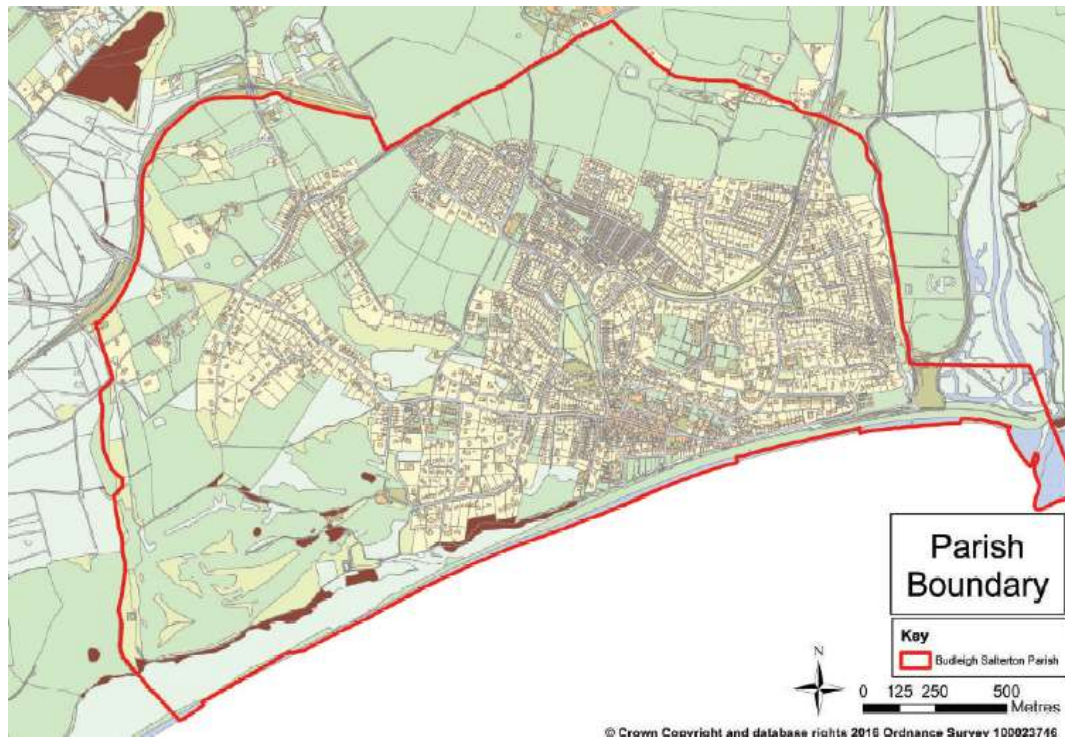 Parish
Boundary
Key
Budleigh Salterton Parish
N
0 125 250 500
Metres
© Crown Copyright and database rights 2016 Ordnance Survey 100023746